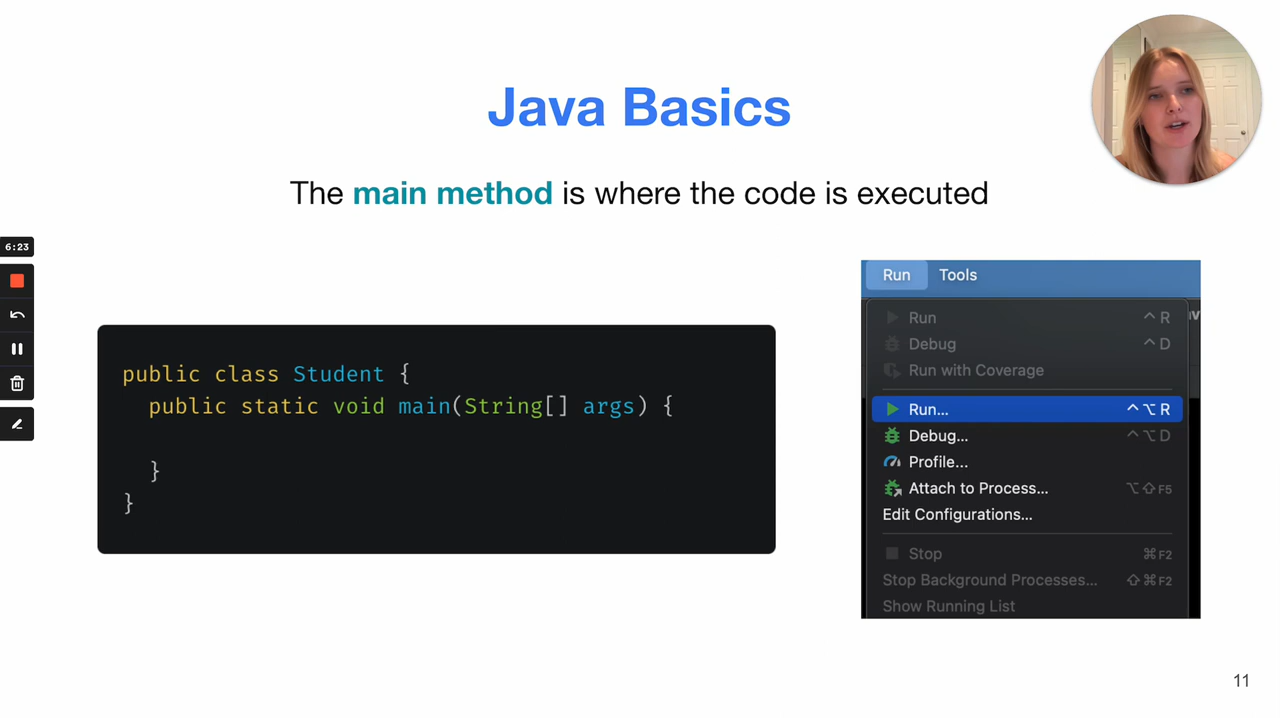 Java Basics
The main method is where the code is executed
6:23
public class Student {
public static void main(String[] args) {
}
}
Run Tools
Run ^ R
Debug ^ D
Run with Coverage
Run... ^ ⌥ R
Debug... ^ ⌥ D
Profile...
Attach to Process... ⌥ ⇧ F5
Edit Configurations...
Stop ⌘ F2
Stop Background Processes... ⇧ ⌘ F2
Show Running List
11